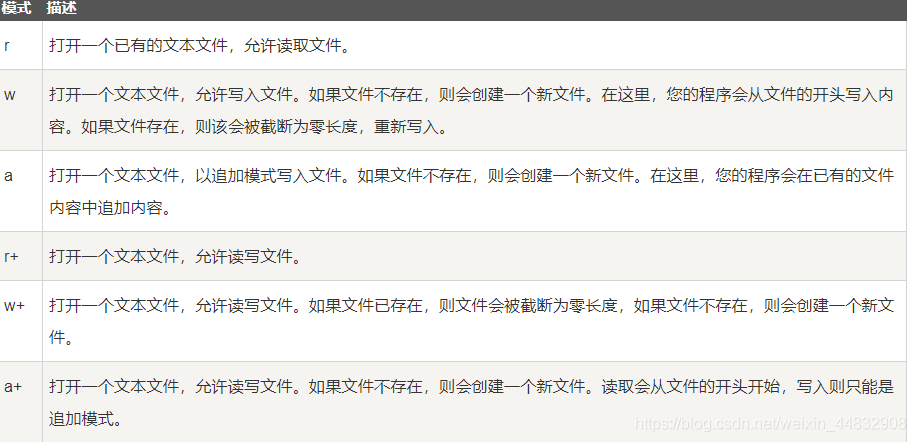 模式 描述
r 打开一个已有的文本文件，允许读取文件。
w 打开一个文本文件，允许写入文件。如果文件不存在，则会创建一个新文件。在这里，您的程序会从文件的开头写入内
容。如果文件存在，则该会被截断为零长度，重新写入。
a 打开一个文本文件，以追加模式写入文件。如果文件不存在，则会创建一个新文件。在这里，您的程序会在已有的文件
内容中追加内容。
r+ 打开一个文本文件，允许读写文件。
w+ 打开一个文本文件，允许读写文件。如果文件已存在，则文件会被截断为零长度，如果文件不存在，则会创建一个新文
件。
a+ 打开一个文本文件，允许读写文件。如果文件不存在，则会创建一个新文件。读取会从文件的开头开始，写入则只能是
追加模式。
https://blog.csdn.net/weixin_44832908